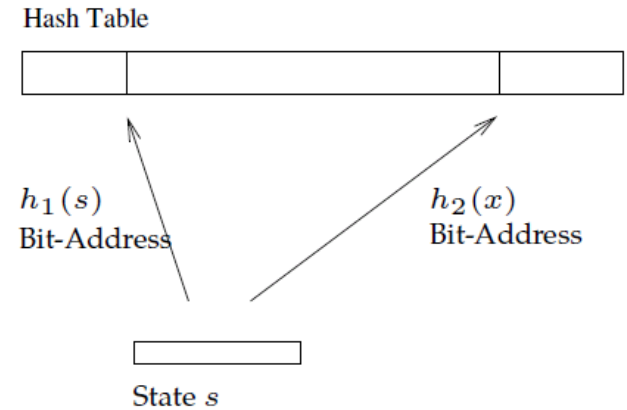 Hash Table
h₁(s)
Bit-Address
h₂(x)
Bit-Address
State s